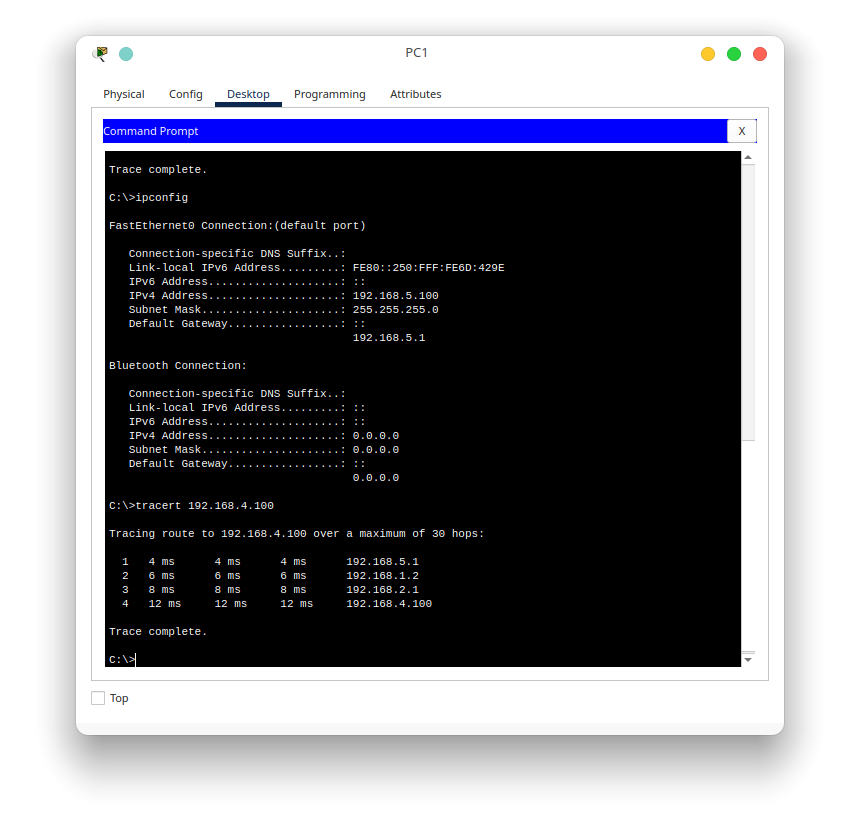 PC1
Physical Config Desktop Programming Attributes
Command Prompt X
Trace complete.
C:\>ipconfig
FastEthernet0 Connection:(default port)
Connection-specific DNS Suffix..:
Link-local IPv6 Address.........: FE80::250:FFF:FE6D:429E
IPv6 Address....................: ::
IPv4 Address....................: 192.168.5.100
Subnet Mask.....................: 255.255.255.0
Default Gateway.................: ::
192.168.5.1
Bluetooth Connection:
Connection-specific DNS Suffix..:
Link-local IPv6 Address.........: ::
IPv6 Address....................: ::
IPv4 Address....................: 0.0.0.0
Subnet Mask.....................: 0.0.0.0
Default Gateway.................: ::
0.0.0.0
C:\>tracert 192.168.4.100
Tracing route to 192.168.4.100 over a maximum of 30 hops:
1 4 ms 4 ms 4 ms 192.168.5.1
2 6 ms 6 ms 6 ms 192.168.1.2
3 8 ms 8 ms 8 ms 192.168.2.1
4 12 ms 12 ms 12 ms 192.168.4.100
Trace complete.
C:\>
Top